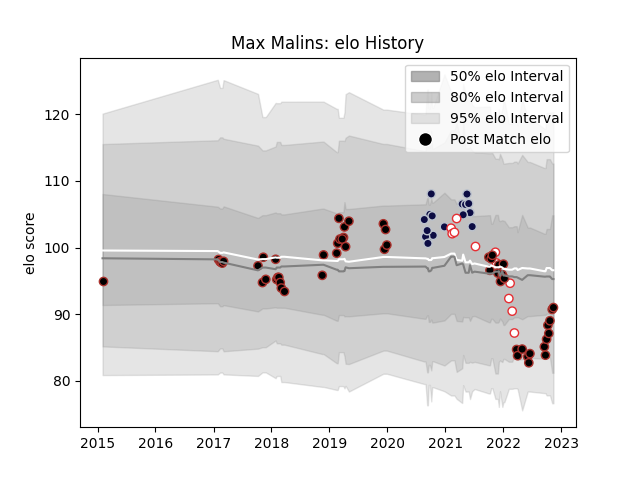 Max Malins: elo History
50% elo Interval
80% elo Interval
95% elo Interval
Post Match elo
elo score
120
110
100
90
80
2015 2016 2017 2018 2019 2020 2021 2022 2023